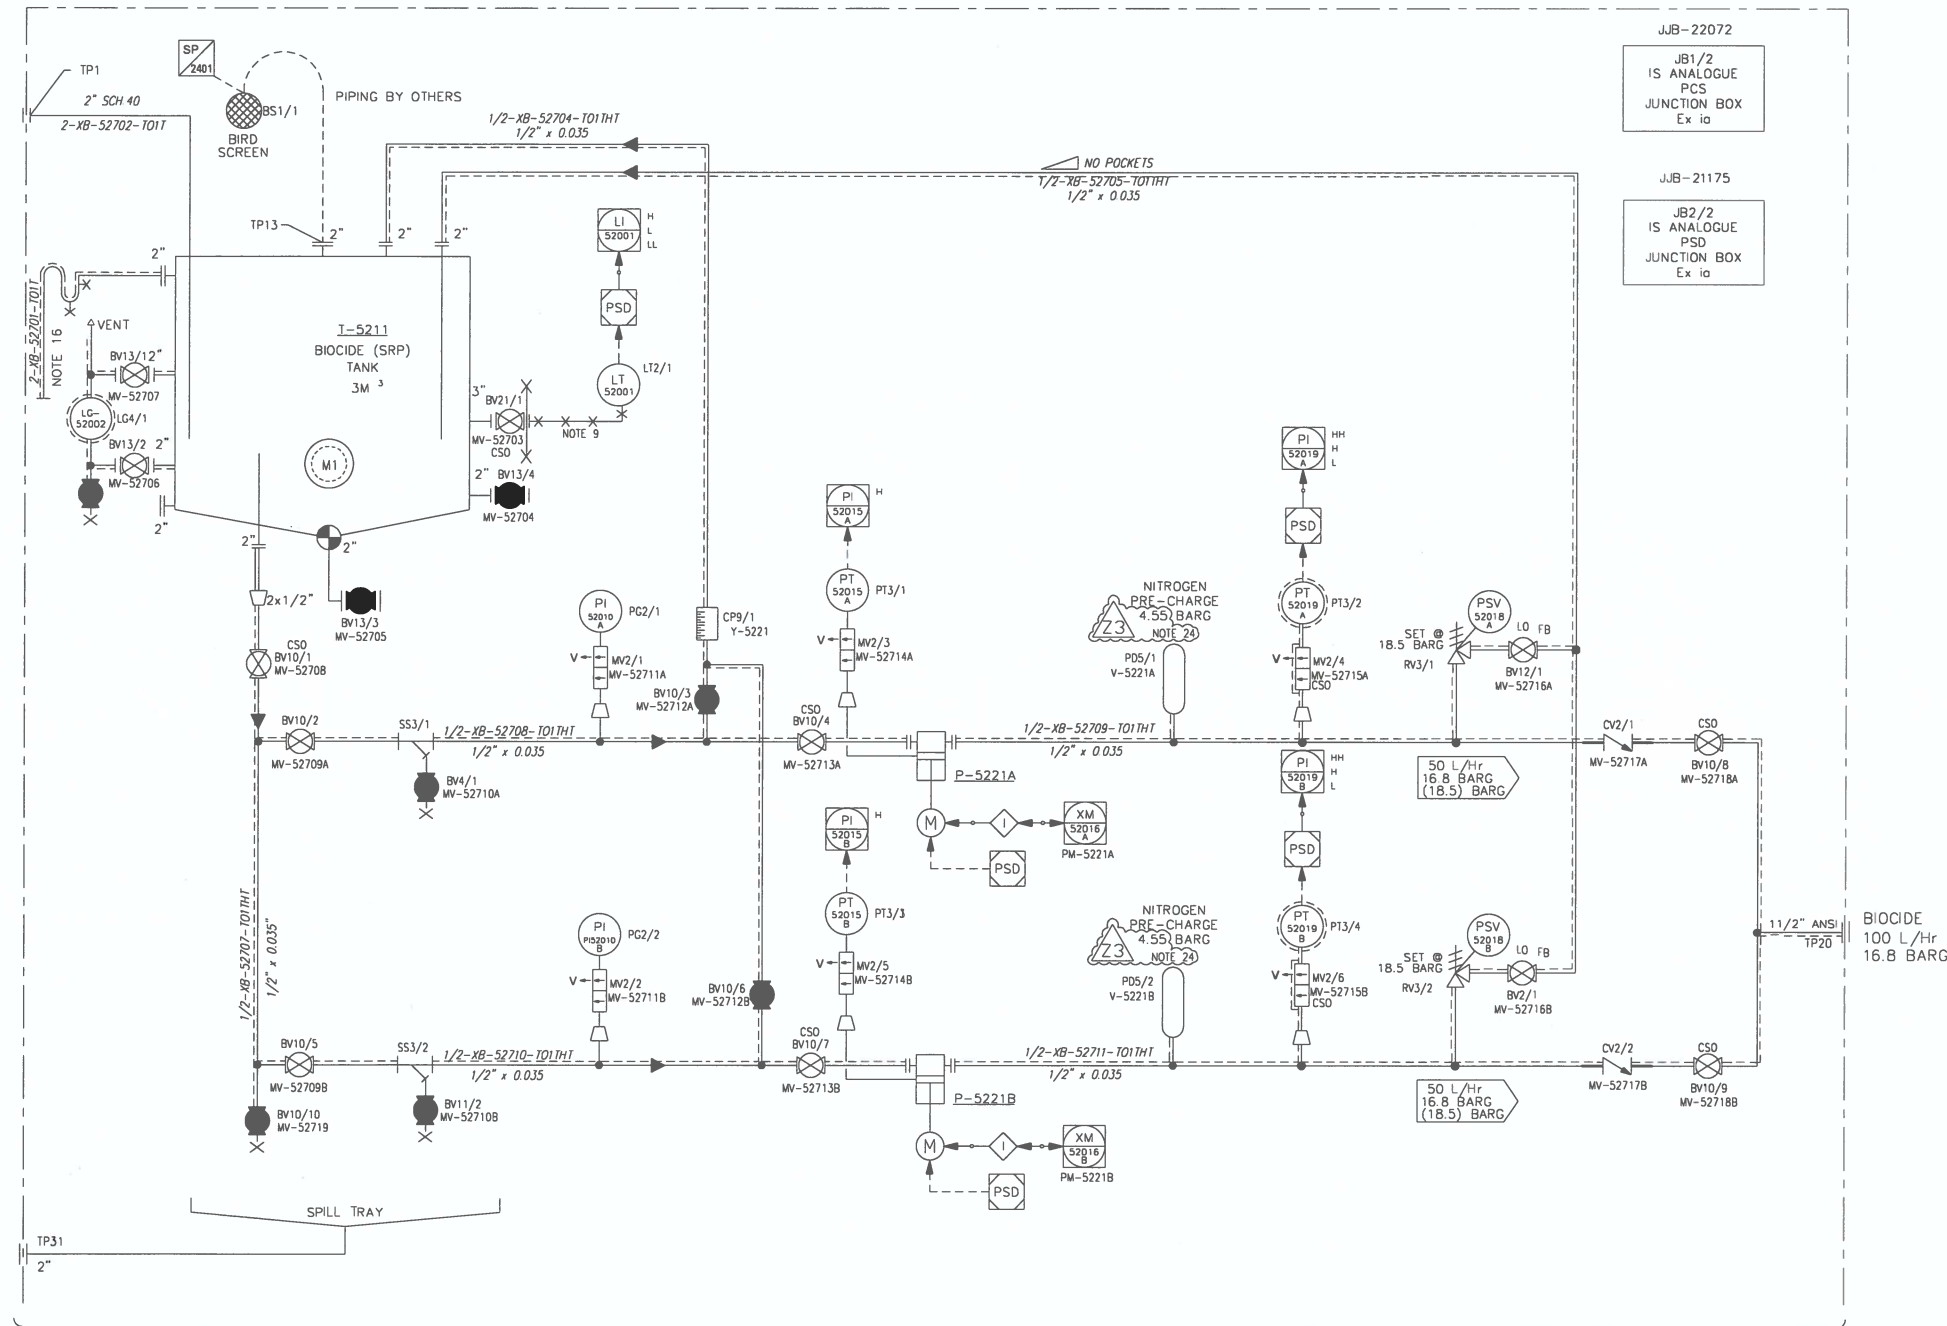 JJB-22072
JB1/2
IS ANALOGUE
PCS
JUNCTION BOX
Ex ia
JJB-21175
JB2/2
IS ANALOGUE
PSD
JUNCTION BOX
Ex ia
TP1
2" SCH 40
2-XB-52702-T01T
SP
2401
BS1/1
BIRD
SCREEN
PIPING BY OTHERS
1/2-XB-52704-T01THT
1/2" x 0.035
NO POCKETS
1/2-XB-52705-T01THT
1/2" x 0.035
TP13
2"
2"
2"
2"
LI
52001
H
L
LL
PSD
LT
52001
LT2/1
2-XB-52701-T01T
NOTE 16
VENT
BV13/1
2"
MV-52707
LG-
52002
LG4/1
BV13/2
2"
MV-52706
2"
T-5211
BIOCIDE (SRP)
TANK
3M ³
M1
3"
BV21/1
MV-52703
CSO
NOTE 9
2"
BV13/4
MV-52704
2"
2"
2x1/2"
BV13/3
MV-52705
CSO
BV10/1
MV-52708
BV10/2
MV-52709A
SS3/1
BV4/1
MV-52710A
1/2-XB-52708-T01THT
1/2" x 0.035
PI
52010
A
PG2/1
V
MV2/1
MV-52711A
CP9/1
Y-5221
BV10/3
MV-52712A
CSO
BV10/4
MV-52713A
PI
52015
A
H
PT
52015
A
PT3/1
V
MV2/3
MV-52714A
P-5221A
M
I
XM
52016
A
PM-5221A
PSD
1/2-XB-52709-T01THT
1/2" x 0.035
NITROGEN
PRE-CHARGE
4.55 BARG
Z3
NOTE 24
PD5/1
V-5221A
PI
52019
A
HH
H
L
PSD
PT
52019
A
PT3/2
V
MV2/4
MV-52715A
CSO
PSV
52018
A
SET @
18.5 BARG
RV3/1
LO FB
BV12/1
MV-52716A
50 L/Hr
16.8 BARG
(18.5) BARG
CV2/1
MV-52717A
CSO
BV10/8
MV-52718A
1/2-XB-52707-T01THT
1/2" x 0.035"
BV10/5
MV-52709B
SS3/2
BV11/2
MV-52710B
BV10/10
MV-52719
1/2-XB-52710-T01THT
1/2" x 0.035
PI
PI52010
B
PG2/2
V
MV2/2
MV-52711B
BV10/6
MV-52712B
CSO
BV10/7
MV-52713B
PI
52015
B
H
PT
52015
B
PT3/3
V
MV2/5
MV-52714B
P-5221B
M
I
XM
52016
B
PM-5221B
PSD
1/2-XB-52711-T01THT
1/2" x 0.035
NITROGEN
PRE-CHARGE
4.55 BARG
Z3
NOTE 24
PD5/2
V-5221B
PI
52019
B
HH
H
L
PSD
PT
52019
B
PT3/4
V
MV2/6
MV-52715B
CSO
PSV
52018
B
SET @
18.5 BARG
RV3/2
LO FB
BV2/1
MV-52716B
50 L/Hr
16.8 BARG
(18.5) BARG
CV2/2
MV-52717B
CSO
BV10/9
MV-52718B
11/2" ANSI
TP20
BIOCIDE
100 L/Hr
16.8 BARG
SPILL TRAY
TP31
2"